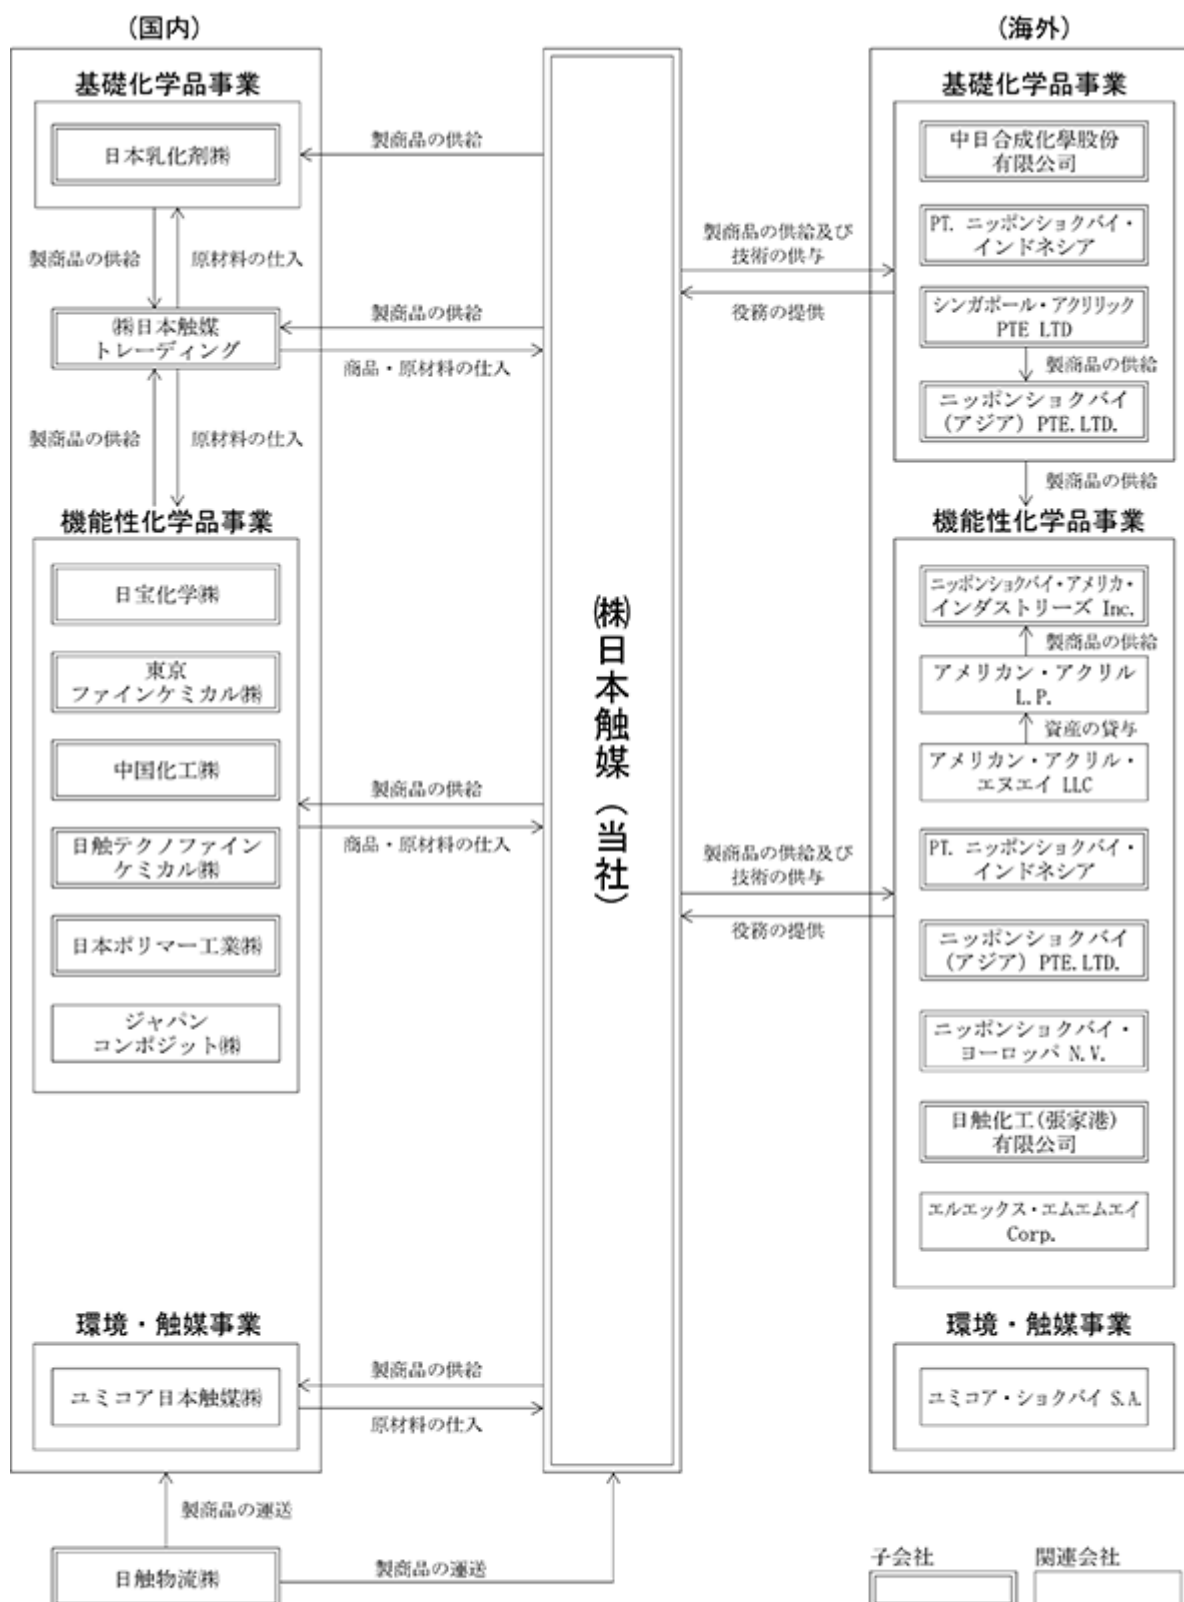 (国内)
基礎化学品事業
日本乳化剤㈱
製商品の供給
原材料の仕入
㈱日本触媒
トレーディング
製商品の供給
原材料の仕入
機能性化学品事業
日宝化学㈱
東京
ファインケミカル㈱
中国化工㈱
日触テクノファイン
ケミカル㈱
日本ポリマー工業㈱
ジャパン
コンポジット㈱
環境・触媒事業
ユミコア日本触媒㈱
製商品の運送
日触物流㈱
製商品の供給
製商品の供給
商品・原材料の仕入
製商品の供給
商品・原材料の仕入
製商品の供給
原材料の仕入
製商品の運送
㈱日本触媒(当社)
製商品の供給及び
技術の供与
役務の提供
製商品の供給及び
技術の供与
役務の提供
(海外)
基礎化学品事業
中日合成化學股份
有限公司
PT. ニッポンショクバイ・
インドネシア
シンガポール・アクリリック
PTE LTD
製商品の供給
ニッポンショクバイ
(アジア) PTE.LTD.
製商品の供給
機能性化学品事業
ニッポンショクバイ・アメリカ・
インダストリーズ Inc.
製商品の供給
アメリカン・アクリル
L.P.
資産の貸与
アメリカン・アクリル・
エヌエイ LLC
PT. ニッポンショクバイ・
インドネシア
ニッポンショクバイ
(アジア) PTE.LTD.
ニッポンショクバイ・
ヨーロッパ N.V.
日触化工(張家港)
有限公司
エルエックス・エムエムエイ
Corp.
環境・触媒事業
ユミコア・ショクバイ S.A.
子会社
関連会社